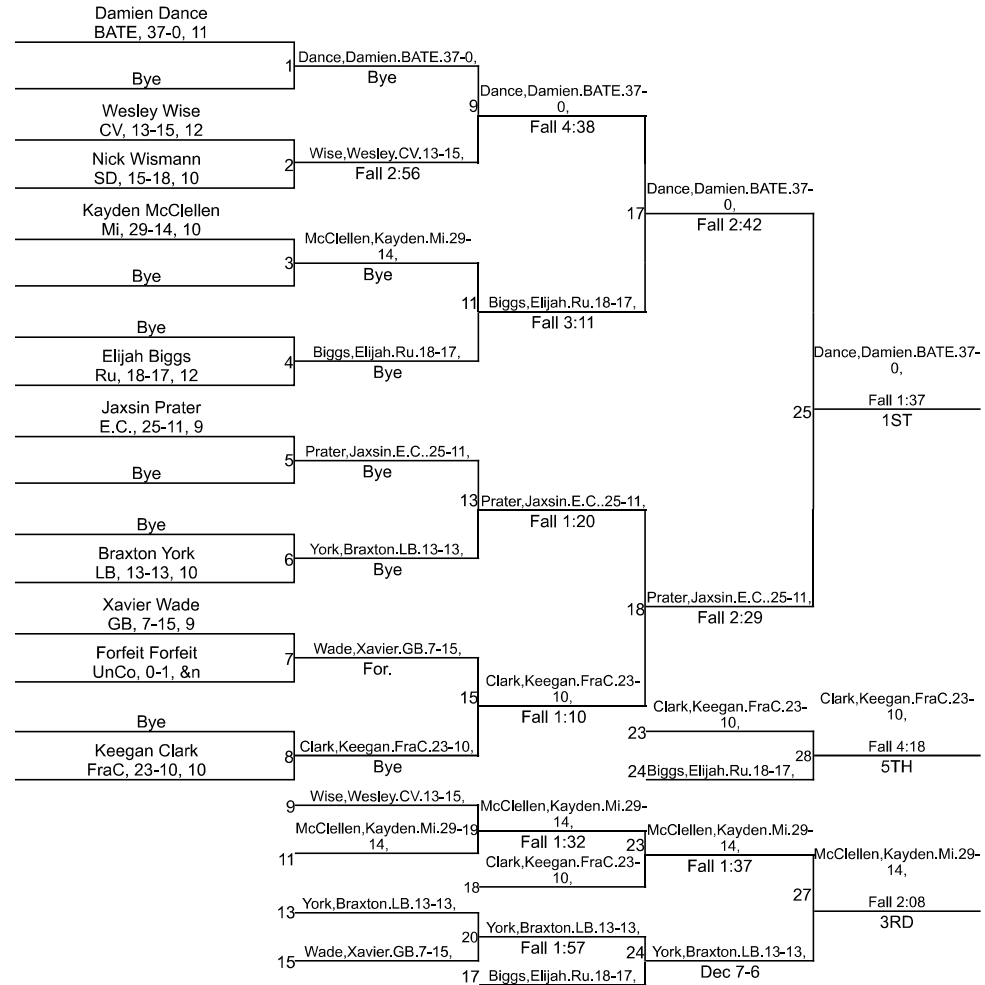 Damien Dance
BATE, 37-0, 11
Bye
1
Dance,Damien.BATE.37-0,
Bye
Wesley Wise
CV, 13-15, 12
Nick Wismann
SD, 15-18, 10
2
Wise,Wesley.CV.13-15,
Fall 2:56
9
Dance,Damien.BATE.37-
0,
Fall 4:38
Kayden McClellen
Mi, 29-14, 10
Bye
3
McClellen,Kayden.Mi.29-
14,
Bye
Bye
Elijah Biggs
Ru, 18-17, 12
4
Biggs,Elijah.Ru.18-17,
Bye
11
Biggs,Elijah.Ru.18-17,
Fall 3:11
17
Dance,Damien.BATE.37-
0,
Fall 2:42
Jaxsin Prater
E.C., 25-11, 9
Bye
5
Prater,Jaxsin.E.C..25-11,
Bye
Bye
Braxton York
LB, 13-13, 10
6
York,Braxton.LB.13-13,
Bye
13
Prater,Jaxsin.E.C..25-11,
Fall 1:20
Xavier Wade
GB, 7-15, 9
Forfeit Forfeit
UnCo, 0-1, &n
7
Wade,Xavier.GB.7-15,
For.
Bye
Keegan Clark
FraC, 23-10, 10
8
Clark,Keegan.FraC.23-10,
Bye
15
Clark,Keegan.FraC.23-
10,
Fall 1:10
18
Prater,Jaxsin.E.C..25-11,
Fall 2:29
25
Dance,Damien.BATE.37-
0,
Fall 1:37
1ST
23
Clark,Keegan.FraC.23-
10,
24
Biggs,Elijah.Ru.18-17,
28
Clark,Keegan.FraC.23-
10,
Fall 4:18
5TH
9
Wise,Wesley.CV.13-15,
11
McClellen,Kayden.Mi.29-
14,
19
McClellen,Kayden.Mi.29-
14,
Fall 1:32
18
Clark,Keegan.FraC.23-
10,
23
McClellen,Kayden.Mi.29-
14,
Fall 1:37
13
York,Braxton.LB.13-13,
15
Wade,Xavier.GB.7-15,
20
York,Braxton.LB.13-13,
Fall 1:57
17
Biggs,Elijah.Ru.18-17,
24
York,Braxton.LB.13-13,
Dec 7-6
27
McClellen,Kayden.Mi.29-
14,
Fall 2:08
3RD